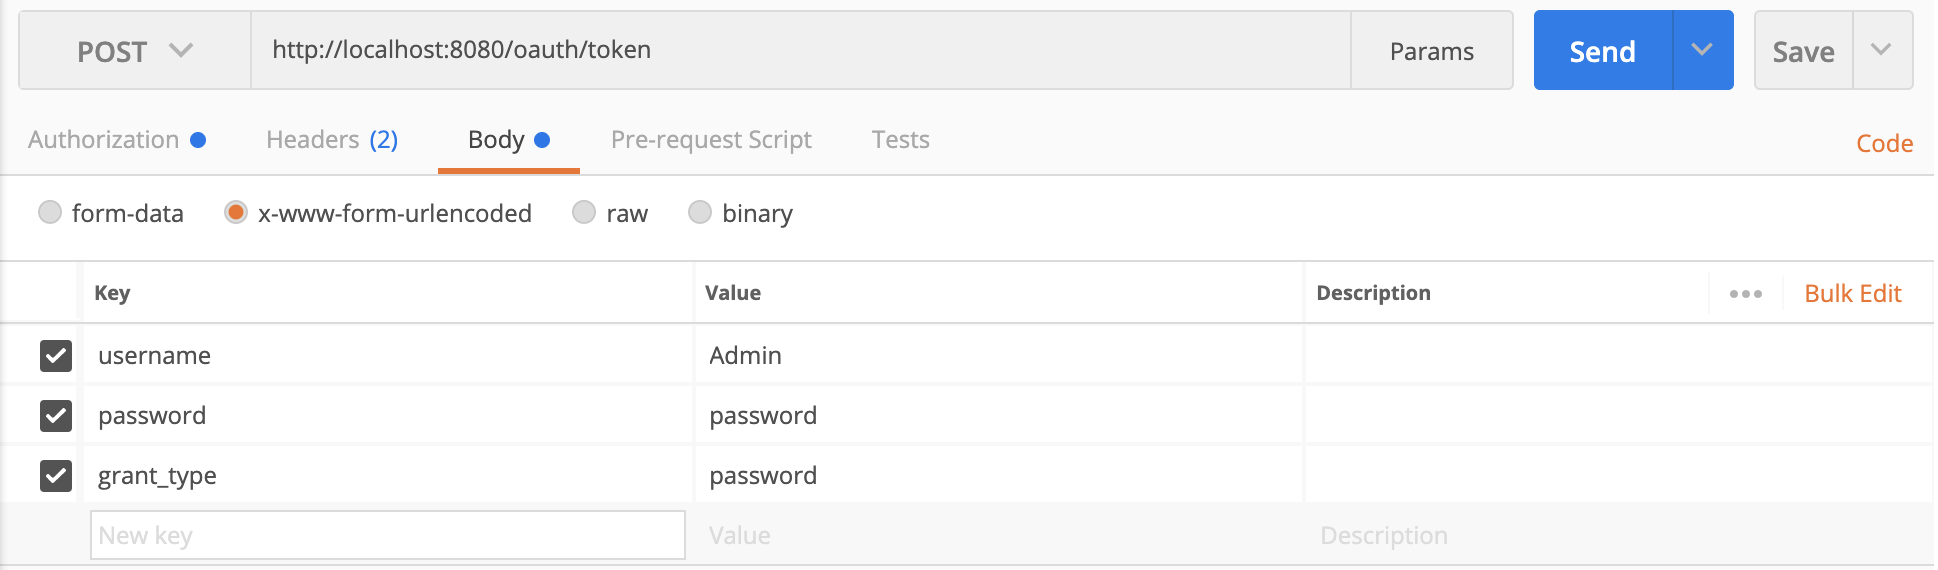 POST http://localhost:8080/oauth/token Params Send Save
Authorization Headers (2) Body Pre-request Script Tests Code
form-data x-www-form-urlencoded raw binary
Key Value Description Bulk Edit
username Admin
password password
grant_type password
New key Value Description